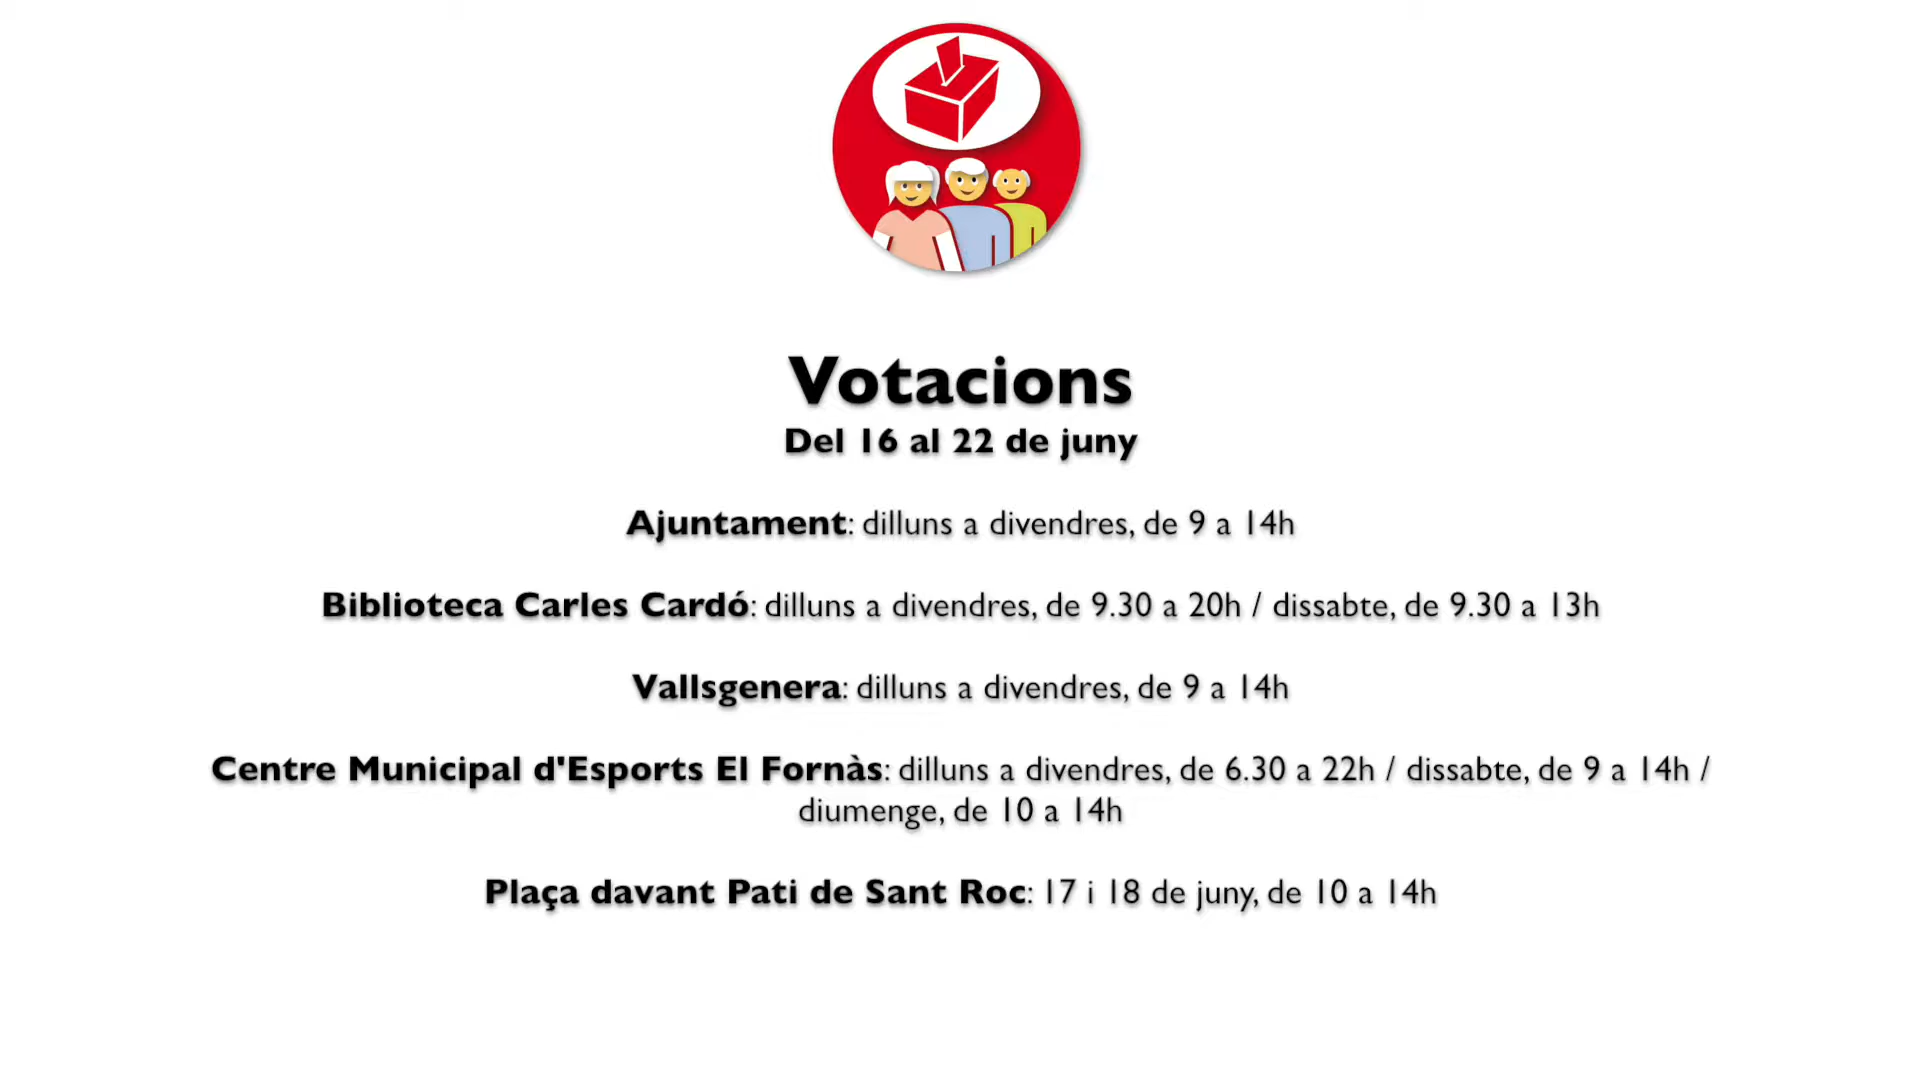 Votacions
Del 16 al 22 de juny
Ajuntament: dilluns a divendres, de 9 a 14h
Biblioteca Carles Cardó: dilluns a divendres, de 9.30 a 20h / dissabte, de 9.30 a 13h
Vallsgenera: dilluns a divendres, de 9 a 14h
Centre Municipal d'Esports El Fornàs: dilluns a divendres, de 6.30 a 22h / dissabte, de 9 a 14h /
diumenge, de 10 a 14h
Plaça davant Pati de Sant Roc: 17 i 18 de juny, de 10 a 14h